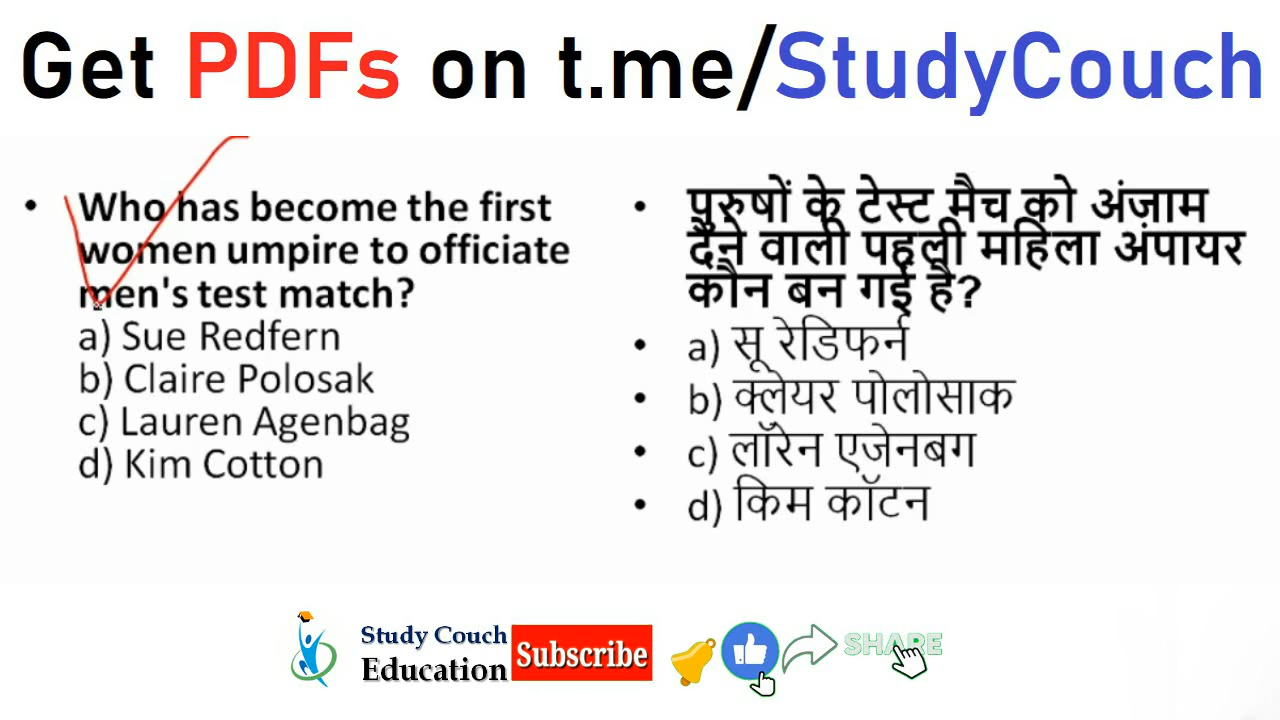 Get PDFs on t.me/StudyCouch
• Who has become the first
women umpire to officiate
men's test match?
a) Sue Redfern
b) Claire Polosak
c) Lauren Agenbag
d) Kim Cotton
• पुरुषों के टेस्ट मैच को अंजाम
देने वाली पहली महिला अंपायर
कौन बन गई है?
• a) सू रेडिफर्न
• b) क्लेयर पोलोसाक
• c) लॉरेन एजेनबग
• d) किम कॉटन
Study Couch
Education
Subscribe
SHARE